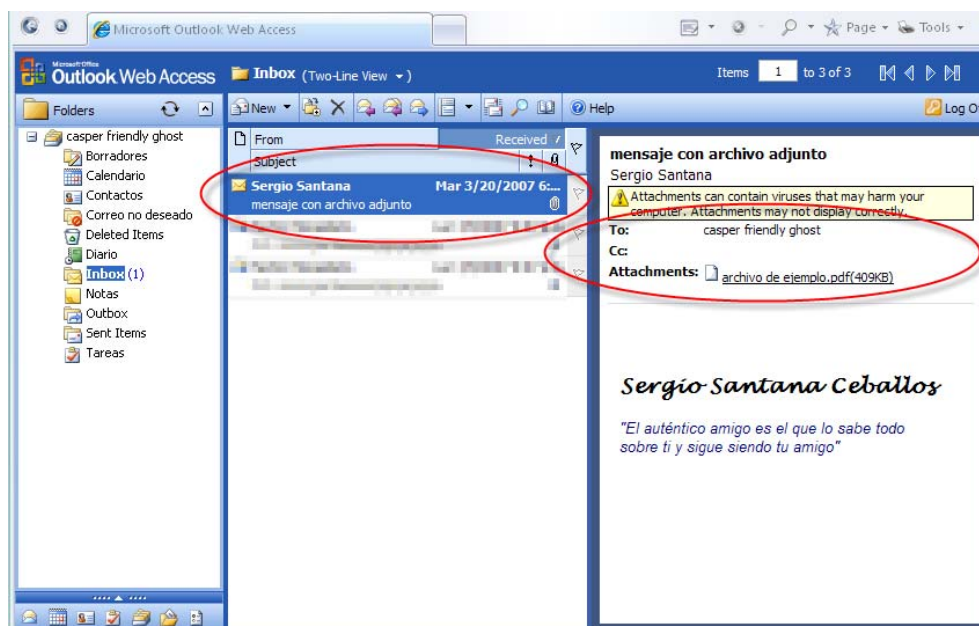 Microsoft Outlook Web Access
Page
Tools
Microsoft Office
Outlook Web Access
Inbox (Two-Line View)
Items 1 to 3 of 3
Folders
New
Help
Log O
casper friendly ghost
Borradores
Calendario
Contactos
Correo no deseado
Deleted Items
Diario
Inbox (1)
Notas
Outbox
Sent Items
Tareas
From Received
Subject
Sergio Santana Mar 3/20/2007 6:...
mensaje con archivo adjunto
mensaje con archivo adjunto
Sergio Santana
Attachments can contain viruses that may harm your
computer. Attachments may not display correctly.
To: casper friendly ghost
Cc:
Attachments: archivo de ejemplo.pdf(409KB)
Sergio Santana Ceballos
"El auténtico amigo es el que lo sabe todo
sobre ti y sigue siendo tu amigo"